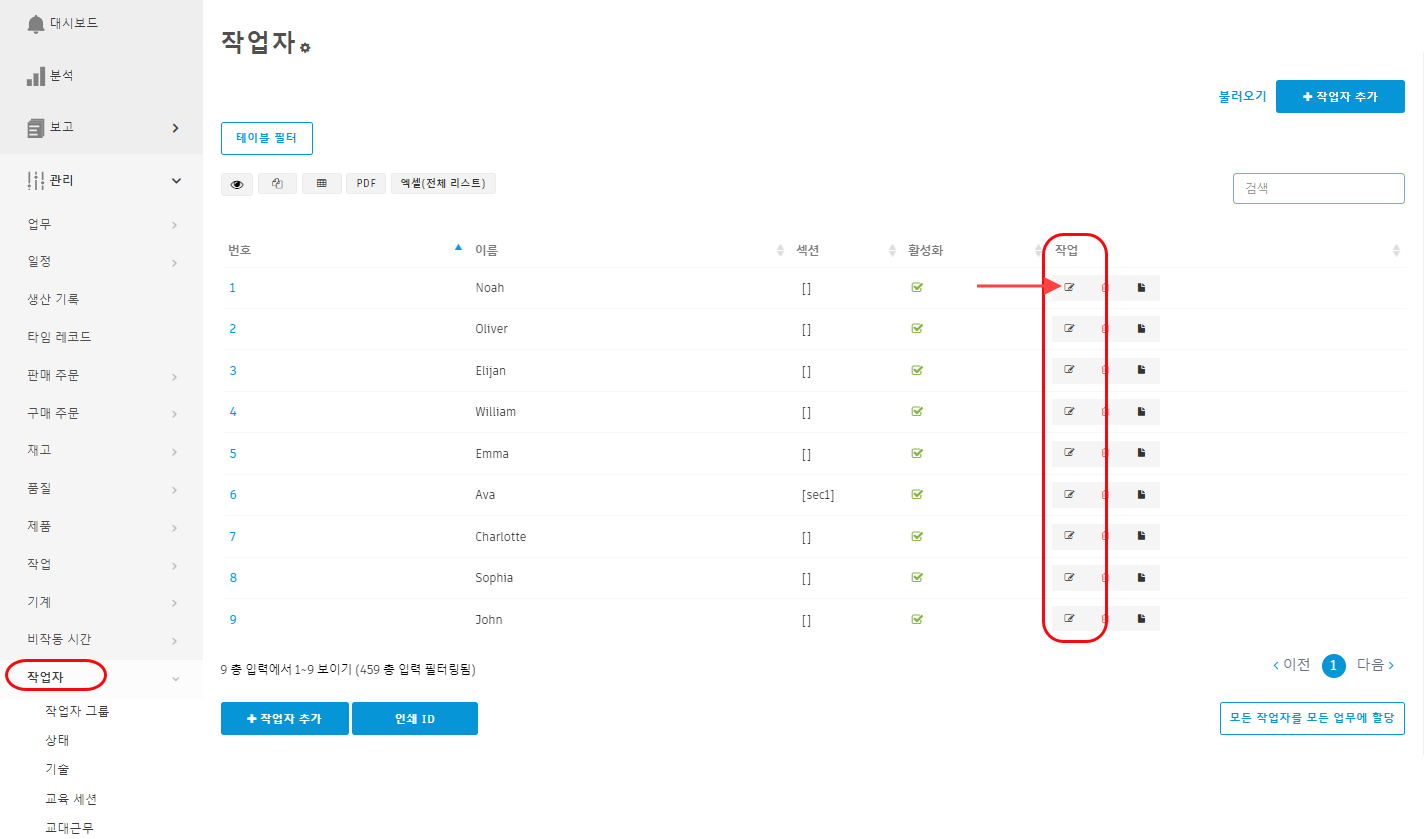 대시보드
분석
보고
관리
업무
일정
생산 기록
타임 레코드
판매 주문
구매 주문
재고
품질
제품
작업
기계
비작동 시간
작업자
작업자 그룹
상태
기술
교육 세션
교대근무
작업자
불러오기 + 작업자 추가
테이블 필터
PDF 엑셀(전체 리스트) 검색
번호 이름 섹션 활성화 작업
1 Noah []
2 Oliver []
3 Elijan []
4 William []
5 Emma []
6 Ava [sec1]
7 Charlotte []
8 Sophia []
9 John []
9 총 입력에서 1~9 보이기 (459 총 입력 필터링됨) 이전 1 다음
+ 작업자 추가 인쇄 ID 모든 작업자를 모든 업무에 할당